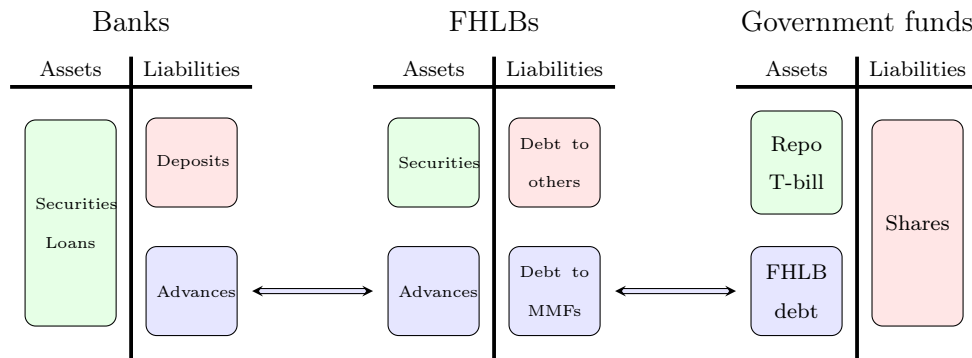 Banks
FHLBs
Government funds
Assets
Liabilities
Assets
Liabilities
Assets
Liabilities
Securities
Loans
Deposits
Advances
Securities
Debt to
others
Advances
Debt to
MMFs
Repo
T-bill
Shares
FHLB
debt